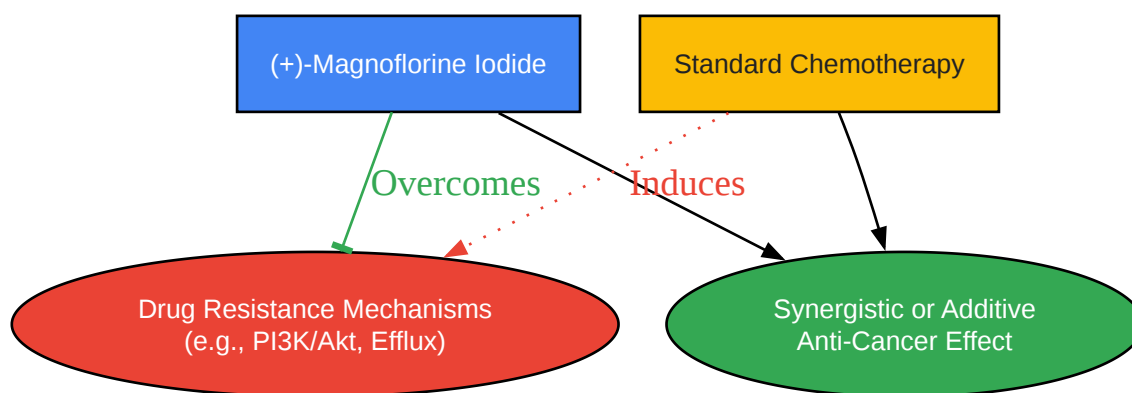 (+)-Magnoflorine Iodide
Standard Chemotherapy
Overcomes
Induces
Drug Resistance Mechanisms
(e.g., PI3K/Akt, Efflux)
Synergistic or Additive
Anti-Cancer Effect